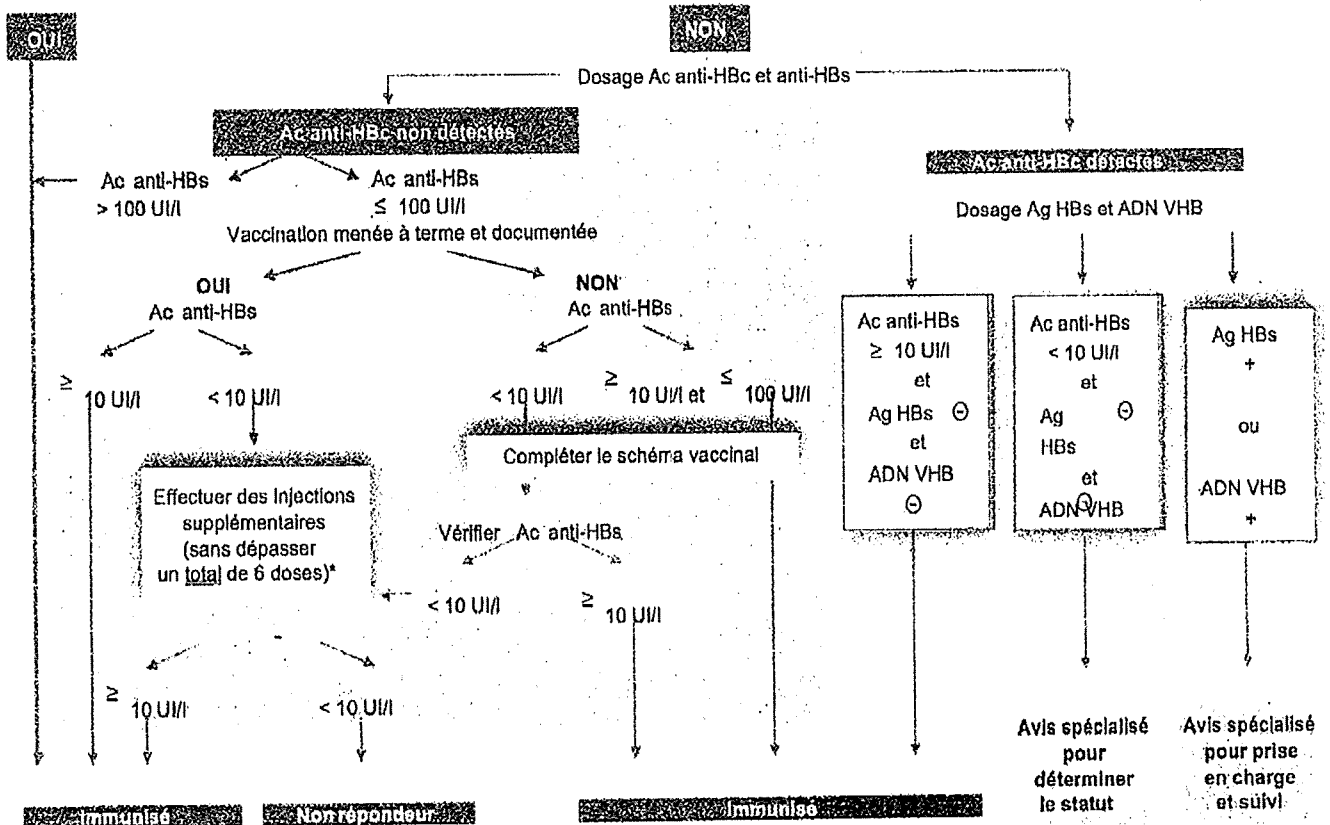 OUI
NON
Dosage Ac anti-HBc et anti-HBs
Ac anti-HBc non détectés
Ac anti-HBc détectés
Ac anti-HBs
> 100 UI/l
Ac anti-HBs
≤ 100 UI/l
Dosage Ag HBs et ADN VHB
Vaccination menée à terme et documentée
OUI
Ac anti-HBs
NON
Ac anti-HBs
≥ 10 UI/l
< 10 UI/l
< 10 UI/l
≥ 10 UI/l et ≤ 100 UI/l
Ac anti-HBs
≥ 10 UI/l
et
Ag HBs ⊖
et
ADN VHB
⊖
Ac anti-HBs
< 10 UI/l
et
Ag ⊖
HBs
et
ADN VHB
⊖
Ag HBs
+
ou
ADN VHB
+
Effectuer des Injections
supplémentaires
(sans dépasser
un total de 6 doses)*
Compléter le schéma vaccinal
Vérifier Ac anti-HBs
< 10 UI/l
≥ 10 UI/l
≥ 10 UI/l
< 10 UI/l
Avis spécialisé
pour
déterminer
le statut
Avis spécialisé
pour prise
en charge
et suivi
Immunisé
Non répondeur
Immunisé